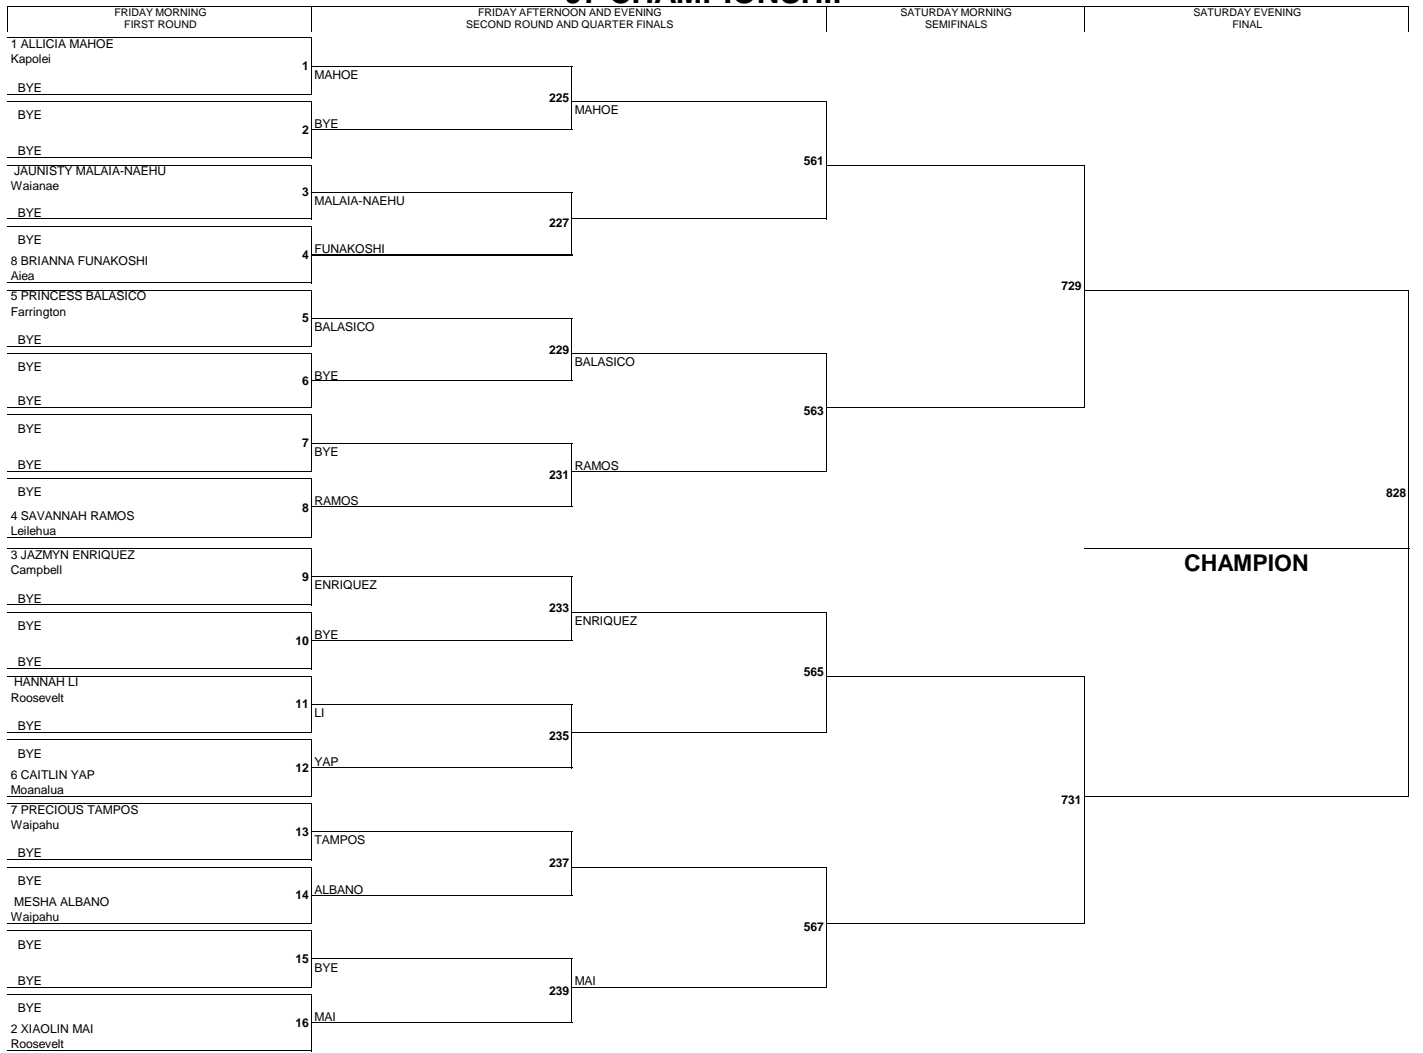 FRIDAY MORNING
FIRST ROUND
FRIDAY AFTERNOON AND EVENING
SECOND ROUND AND QUARTER FINALS
SATURDAY MORNING
SEMIFINALS
SATURDAY EVENING
FINAL
1 ALLICIA MAHOE
Kapolei
1
BYE
MAHOE
225
BYE
2
BYE
BYE
MAHOE
561
JAUNISTY MALAIA-NAEHU
Waianae
3
BYE
MALAIA-NAEHU
227
BYE
4
8 BRIANNA FUNAKOSHI
Aiea
FUNAKOSHI
729
5 PRINCESS BALASICO
Farrington
5
BYE
BALASICO
229
BYE
6
BYE
BYE
BALASICO
563
BYE
7
BYE
BYE
231
RAMOS
BYE
8
4 SAVANNAH RAMOS
Leilehua
RAMOS
828
CHAMPION
3 JAZMYN ENRIQUEZ
Campbell
9
BYE
ENRIQUEZ
233
BYE
10
BYE
BYE
ENRIQUEZ
565
HANNAH LI
Roosevelt
11
BYE
LI
235
BYE
12
6 CAITLIN YAP
Moanalua
YAP
731
7 PRECIOUS TAMPOS
Waipahu
13
BYE
TAMPOS
237
BYE
14
MESHA ALBANO
Waipahu
ALBANO
567
BYE
15
BYE
BYE
239
MAI
BYE
16
2 XIAOLIN MAI
Roosevelt
MAI